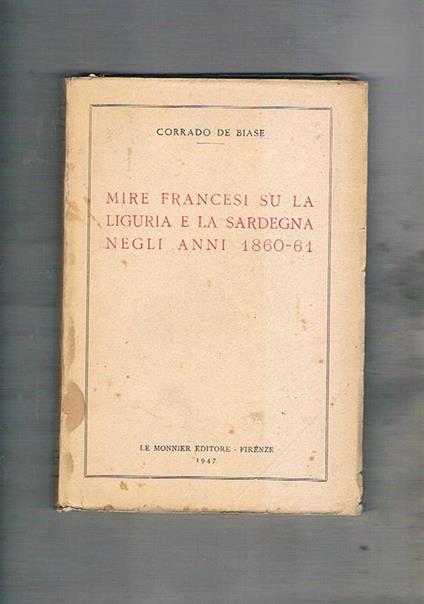 CORRADO DE BIASE
MIRE FRANCESI SU LA
LIGURIA E LA SARDEGNA
NEGLI ANNI 1860-61
LE MONNIER EDITORE - FIRENZE
1947